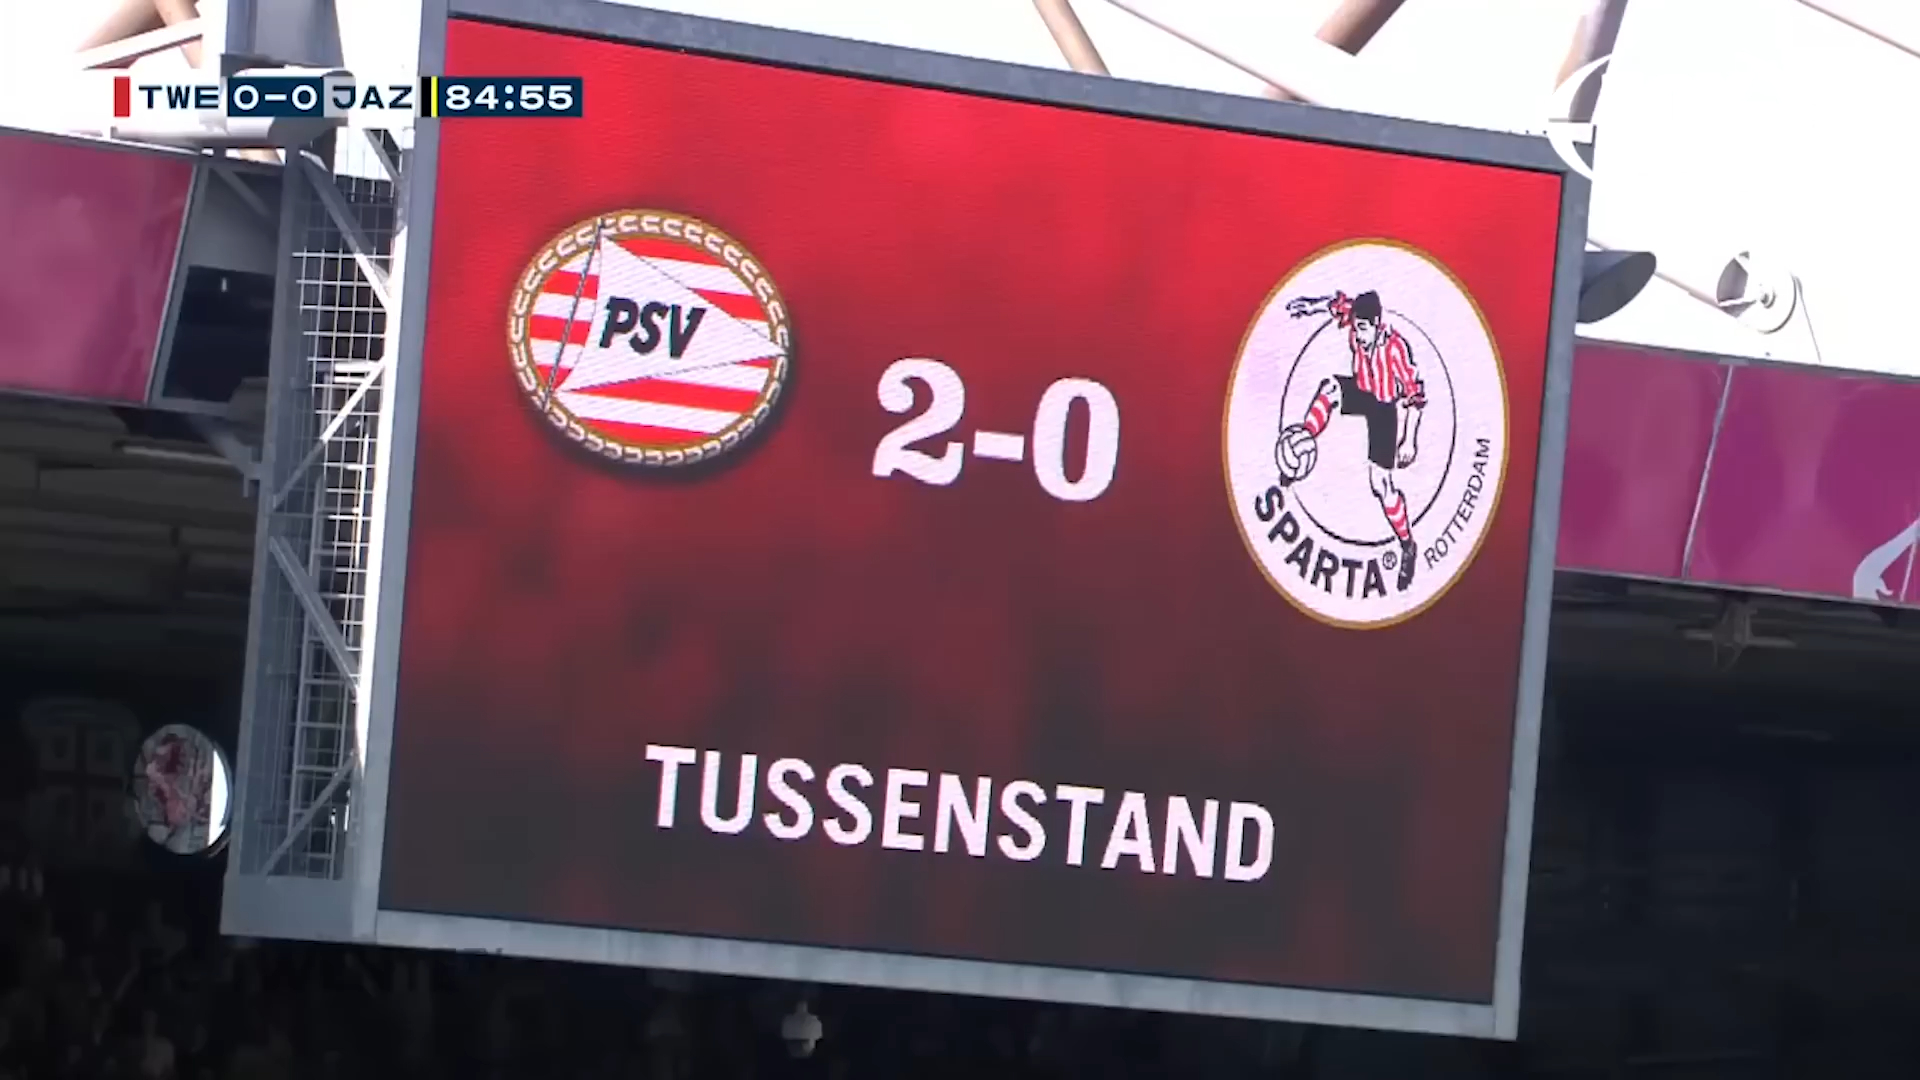 TWE 0-0 JAZ 84:55
PSV
2-0
SPARTA®
ROTTERDAM
TUSSENSTAND